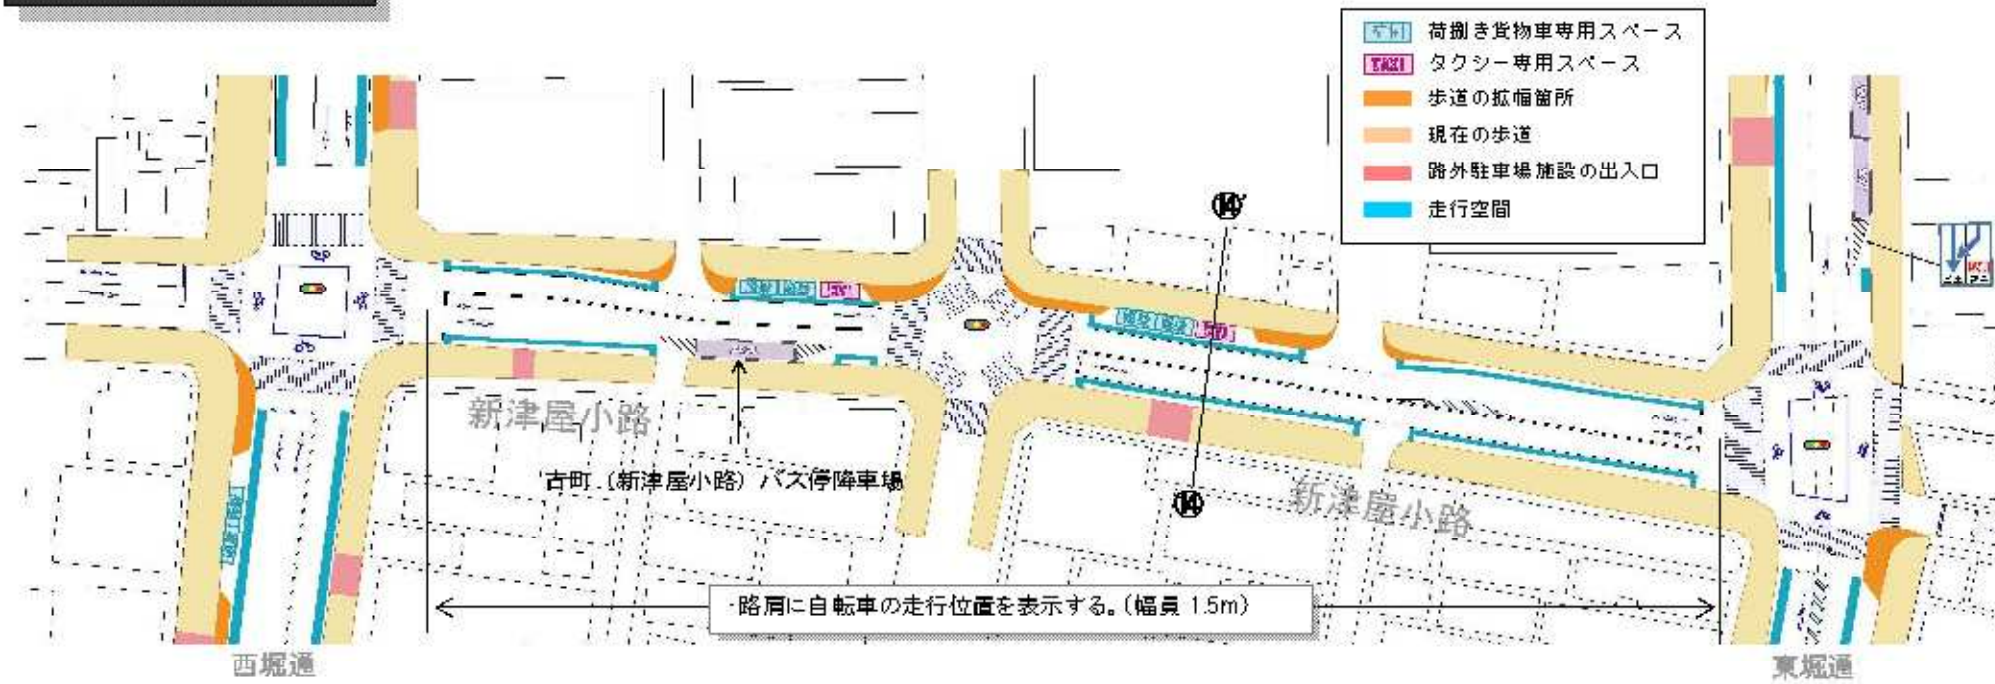 荷捌き貨物車専用スペース
TAXI タクシー専用スペース
歩道の拡幅箇所
現在の歩道
路外駐車場施設の出入口
走行空間
⑭'
新津屋小路
古町（新津屋小路）バス停降車場
⑭
新津屋小路
・路肩に自転車の走行位置を表示する。（幅員 1.5m）
西堀通
東堀通